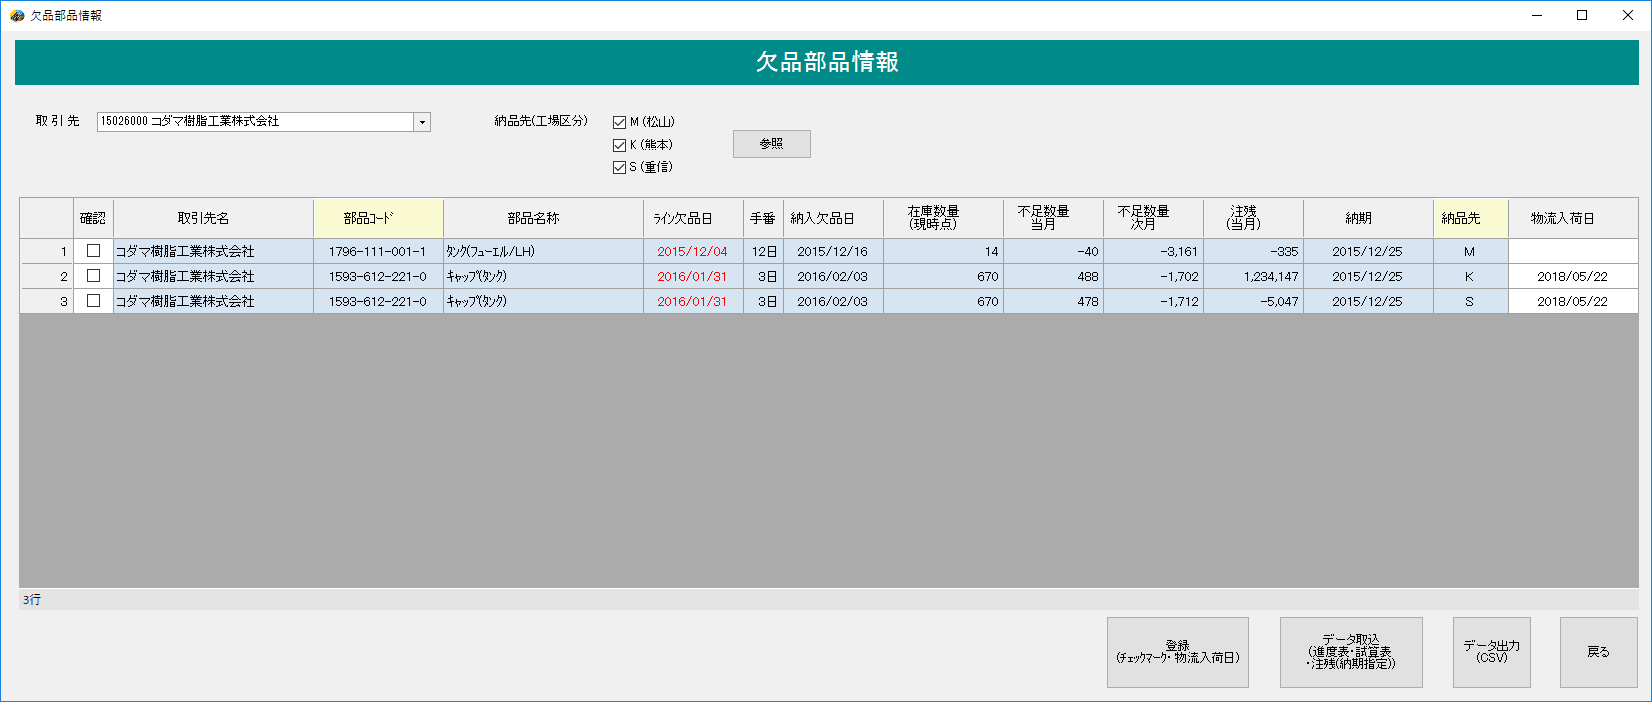 欠品部品情報
欠品部品情報
取引先 15026000 コダマ樹脂工業株式会社 納品先(工場区分) M (松山)
K (熊本)
S (重信)
参照
確認 取引先名 部品ｺｰﾄﾞ 部品名称 ﾗｲﾝ欠品日 手番 納入欠品日 在庫数量 (現時点) 不足数量 当月 不足数量 次月 注残 (当月) 納期 納品先 物流入荷日
1 コダマ樹脂工業株式会社 1796-111-001-1 ﾀﾝｸ(ﾌｭｰｴﾙ/LH) 2015/12/04 12日 2015/12/16 14 -40 -3,161 -335 2015/12/25 M
2 コダマ樹脂工業株式会社 1593-612-221-0 ｷｬｯﾌﾟ(ﾀﾝｸ) 2016/01/31 3日 2016/02/03 670 488 -1,702 1,234,147 2015/12/25 K 2018/05/22
3 コダマ樹脂工業株式会社 1593-612-221-0 ｷｬｯﾌﾟ(ﾀﾝｸ) 2016/01/31 3日 2016/02/03 670 478 -1,712 -5,047 2015/12/25 S 2018/05/22
3行
登録
(ﾁｪｯｸﾏｰｸ・物流入荷日)
データ取込
(進度表・試算表
・注残(納期指定))
データ出力
(CSV)
戻る